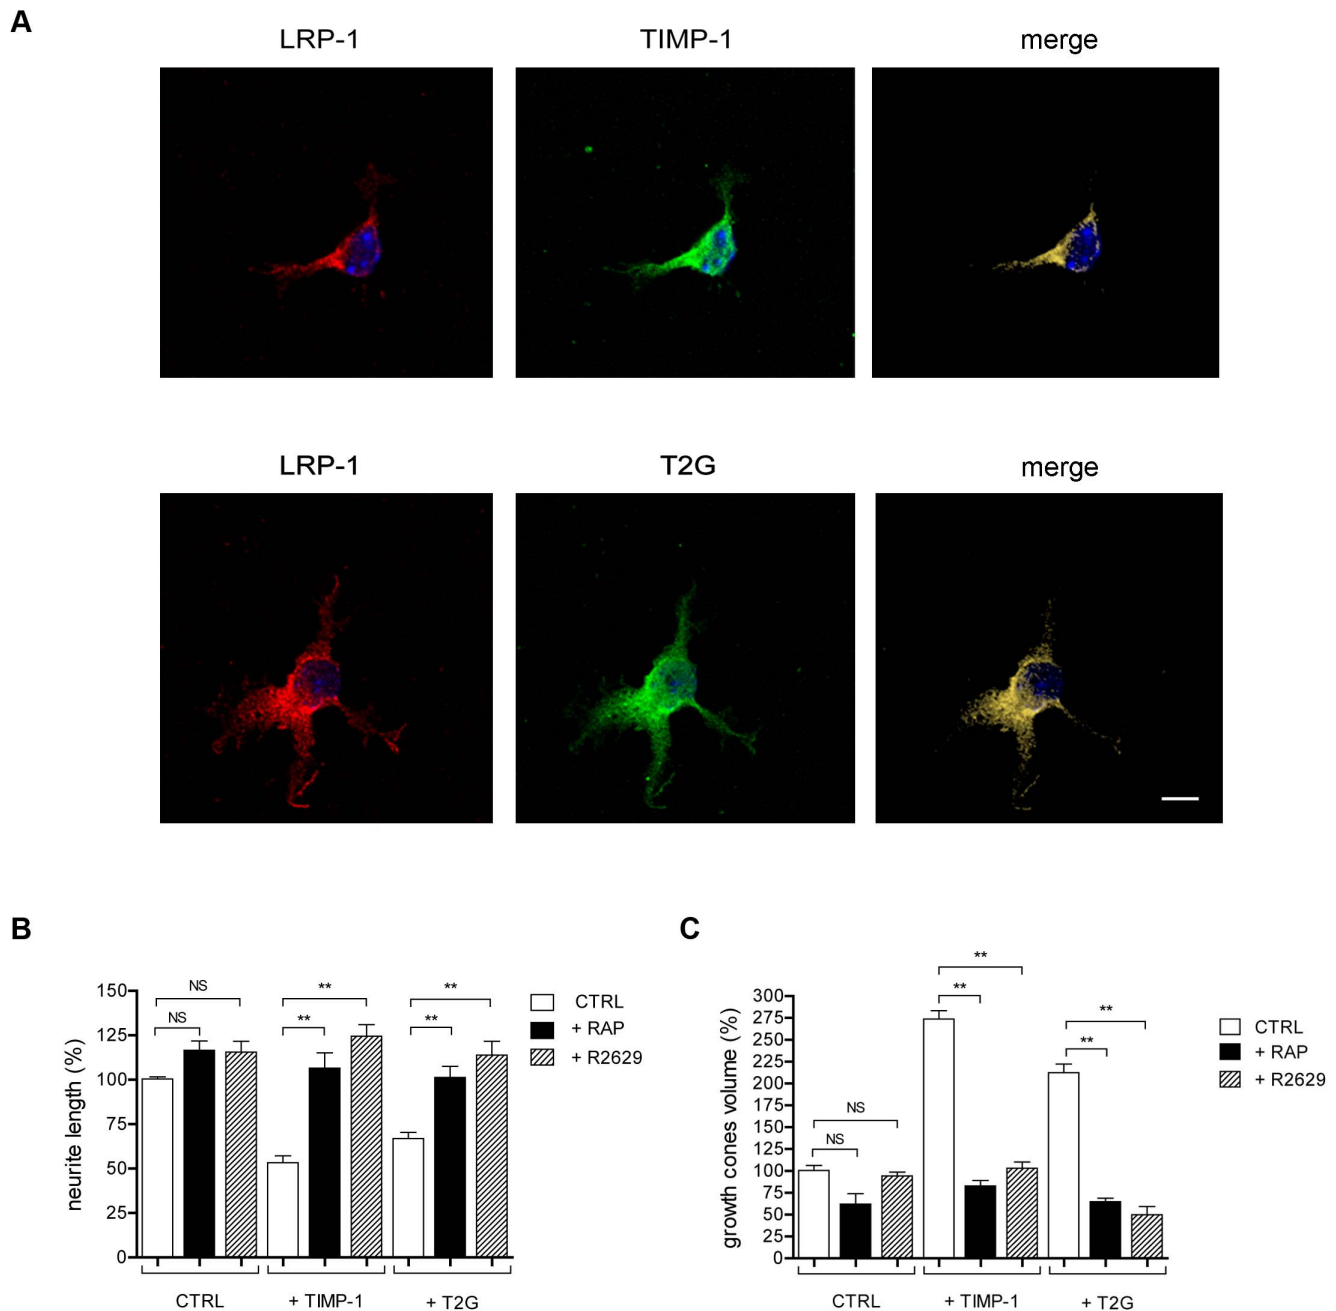 A
LRP-1 TIMP-1 merge
LRP-1 T2G merge
B
neurite length (%)
150
125
100
75
50
25
0
NS
NS
**
**
**
**
CTRL
+ RAP
+ R2629
CTRL + TIMP-1 + T2G
C
growth cones volume (%)
300
275
250
225
200
175
150
125
100
75
50
25
0
NS
NS
**
**
**
**
CTRL
+ RAP
+ R2629
CTRL + TIMP-1 + T2G